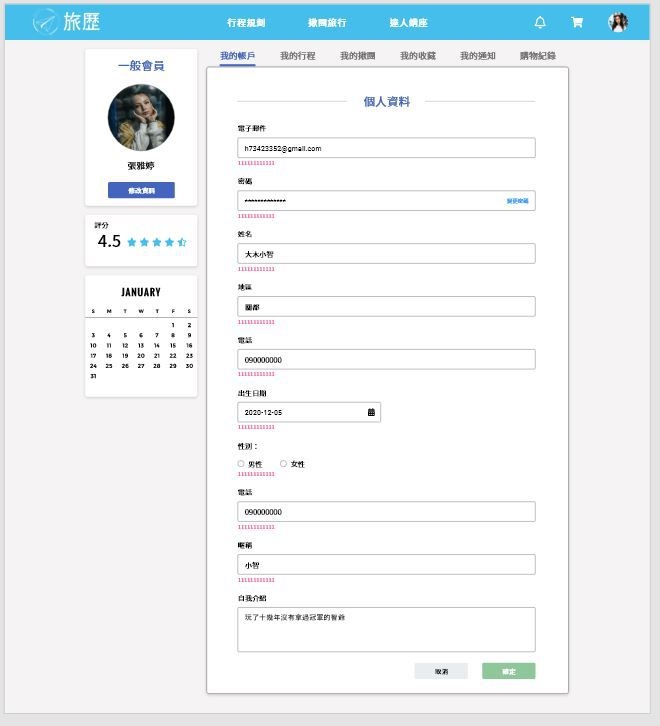 旅歷
行程規劃 揪團旅行 達人講座
一般會員
張雅婷
修改資料
評分
4.5
JANUARY
S M T W T F S
1 2
3 4 5 6 7 8 9
10 11 12 13 14 15 16
17 18 19 20 21 22 23
24 25 26 27 28 29 30
31
我的帳戶 我的行程 我的揪團 我的收藏 我的通知 購物紀錄
個人資料
電子郵件
h73423352@gmail.com
111111111111
密碼
************* 變更密碼
111111111111
姓名
大木小智
111111111111
地區
關都
111111111111
電話
090000000
111111111111
出生日期
2020-12-05
111111111111
性別：
男性 女性
111111111111
電話
090000000
111111111111
暱稱
小智
111111111111
自我介紹
玩了十幾年沒有拿過冠軍的智爺
取消 確定